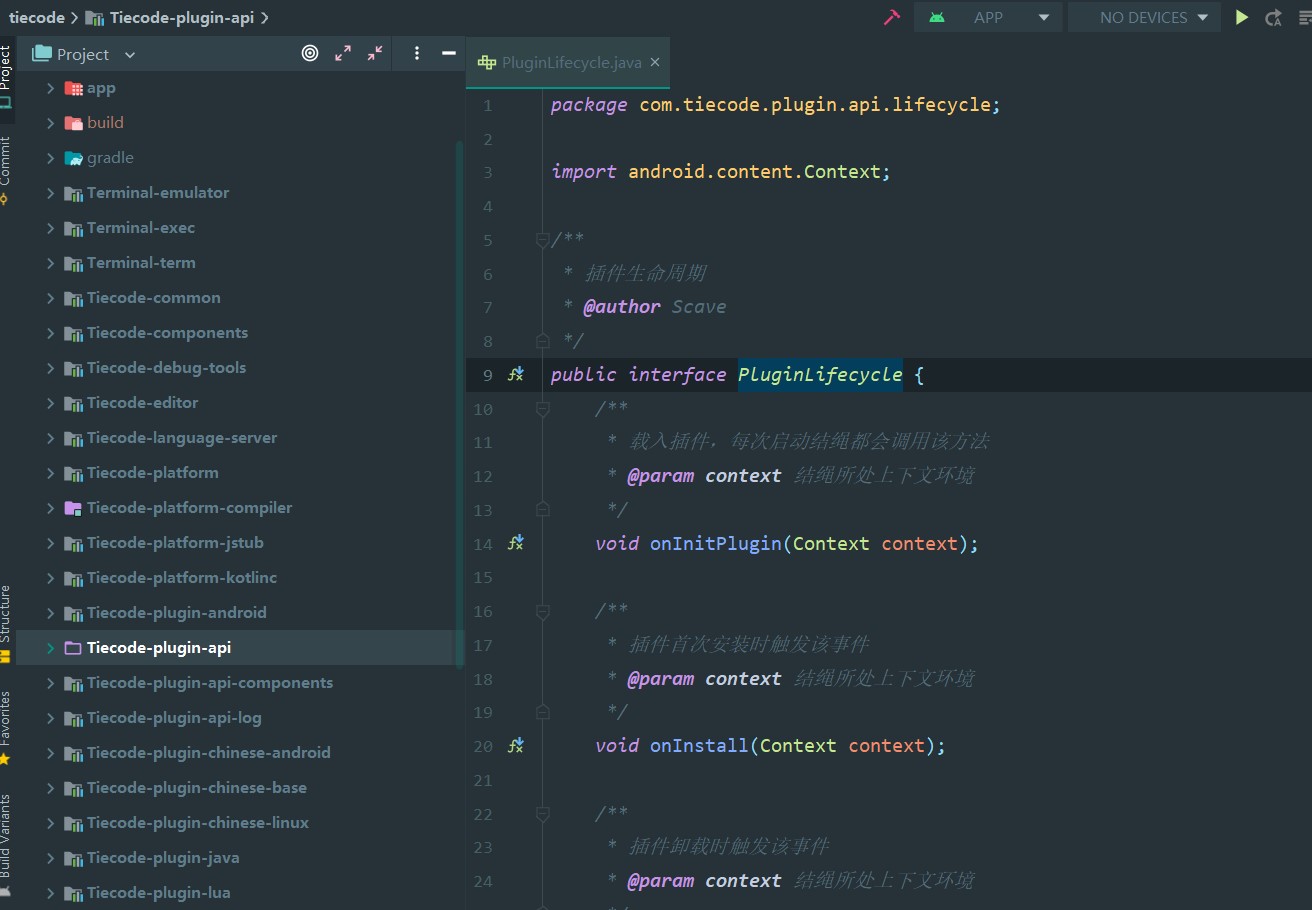 tiecode Tiecode-plugin-api
APP NO DEVICES
Project
PluginLifecycle.java
Project
Commit
Structure
Favorites
Build Variants
app
build
gradle
Terminal-emulator
Terminal-exec
Terminal-term
Tiecode-common
Tiecode-components
Tiecode-debug-tools
Tiecode-editor
Tiecode-language-server
Tiecode-platform
Tiecode-platform-compiler
Tiecode-platform-jstub
Tiecode-platform-kotlinc
Tiecode-plugin-android
Tiecode-plugin-api
Tiecode-plugin-api-components
Tiecode-plugin-api-log
Tiecode-plugin-chinese-android
Tiecode-plugin-chinese-base
Tiecode-plugin-chinese-linux
Tiecode-plugin-java
Tiecode-plugin-lua
1 package com.tiecode.plugin.api.lifecycle;
2
3 import android.content.Context;
4
5 /**
6 * 插件生命周期
7 * @author Scave
8 */
9 public interface PluginLifecycle {
10 /**
11 * 载入插件，每次启动结绳都会调用该方法
12 * @param context 结绳所处上下文环境
13 */
14 void onInitPlugin(Context context);
15
16 /**
17 * 插件首次安装时触发该事件
18 * @param context 结绳所处上下文环境
19 */
20 void onInstall(Context context);
21
22 /**
23 * 插件卸载时触发该事件
24 * @param context 结绳所处上下文环境